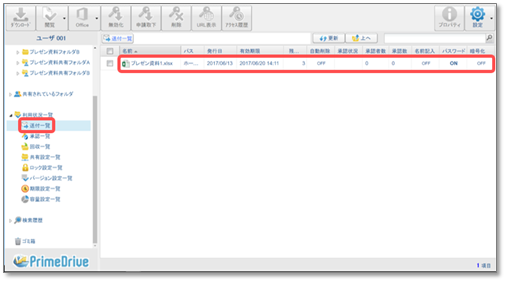 ダウンロード 閲覧 Office 無効化 申請取下 削除 URL表示 アクセス履歴 プロパティ 設定
ユーザ 001
送付一覧 更新 上へ
プレゼン資料フォルダB
プレゼン資料共有フォルダA
プレゼン資料共有フォルダB
共有されているフォルダ
利用状況一覧
送付一覧
承認一覧
回収一覧
共有設定一覧
ロック設定一覧
バージョン設定一覧
期限設定一覧
容量設定一覧
検索履歴
ゴミ箱
PrimeDrive
名前 パス 発行日 有効期限 残... 自動削除 承認状況 承認者数 承認数 名前記入 パスワード 暗号化
プレゼン資料1.xlsx ホー... 2017/06/13 2017/06/20 14:11 3 OFF 0 0 OFF ON OFF
1 項目